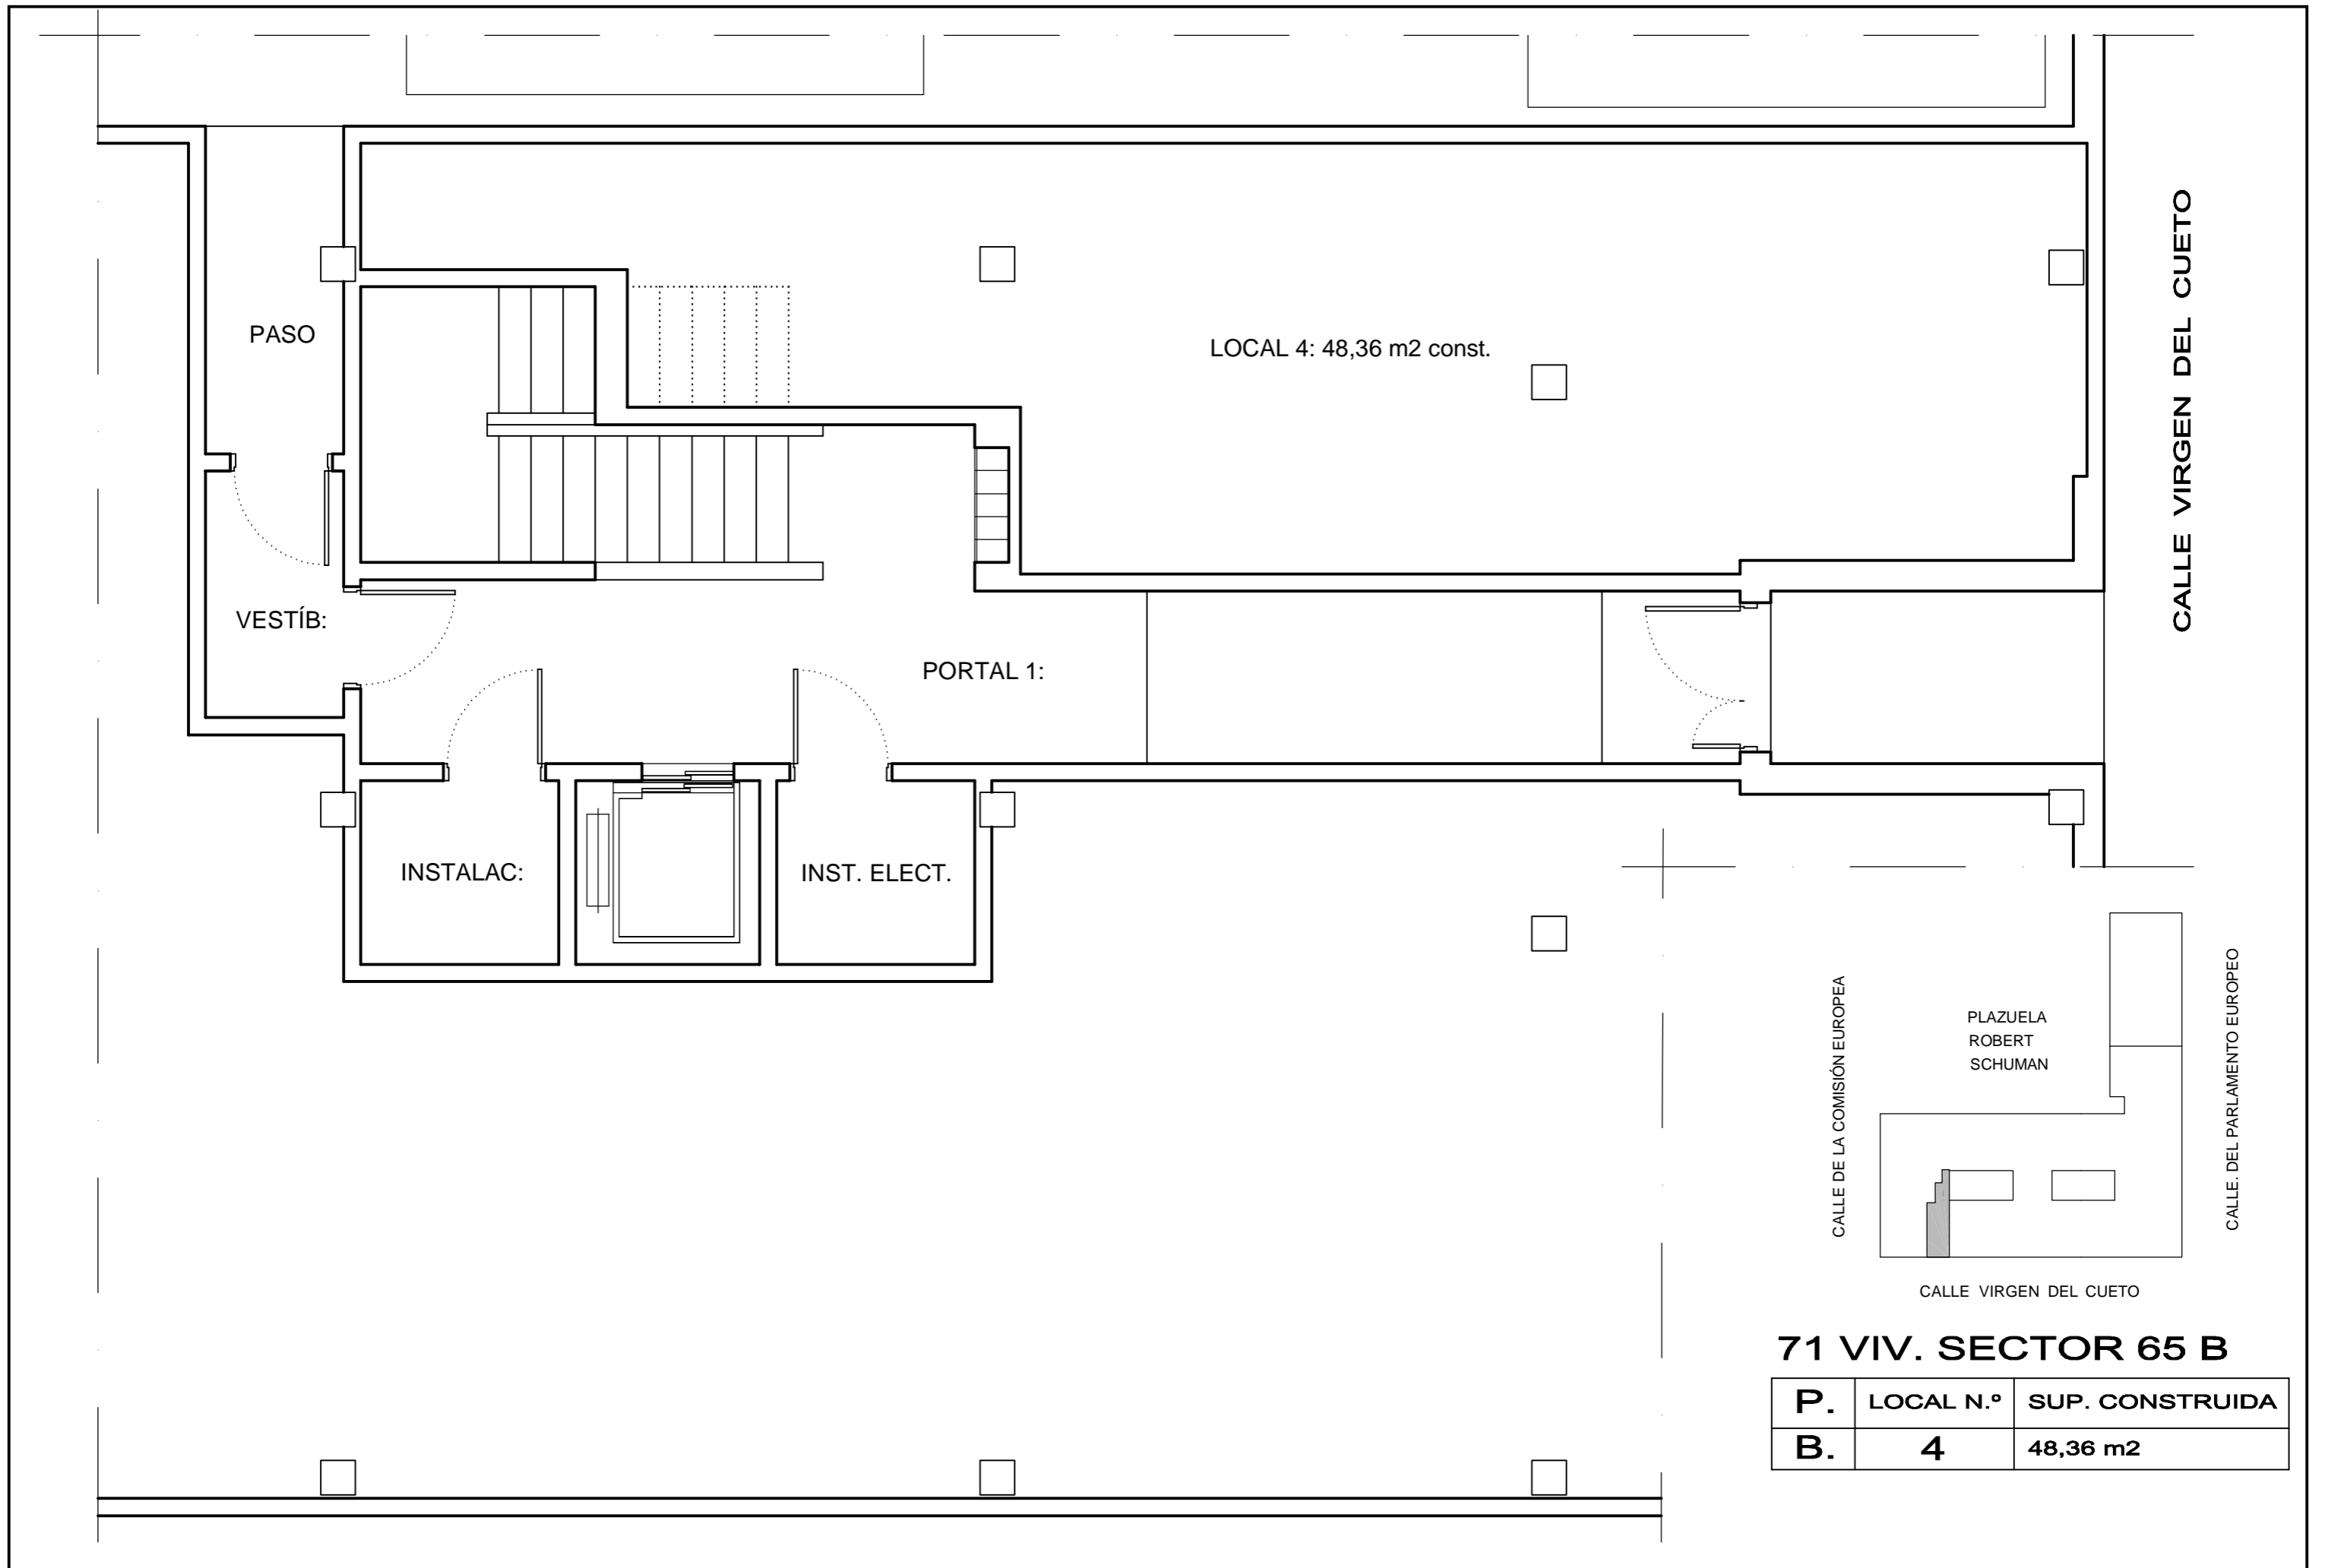 PASO
LOCAL 4: 48,36 m2 const.
CALLE VIRGEN DEL CUETO
VESTÍB:
PORTAL 1:
INSTALAC:
INST. ELECT.
CALLE DE LA COMISIÓN EUROPEA
PLAZUELA
ROBERT
SCHUMAN
CALLE. DEL PARLAMENTO EUROPEO
CALLE VIRGEN DEL CUETO
71 VIV. SECTOR 65 B
P. LOCAL N.º SUP. CONSTRUIDA
B. 4 48,36 m2